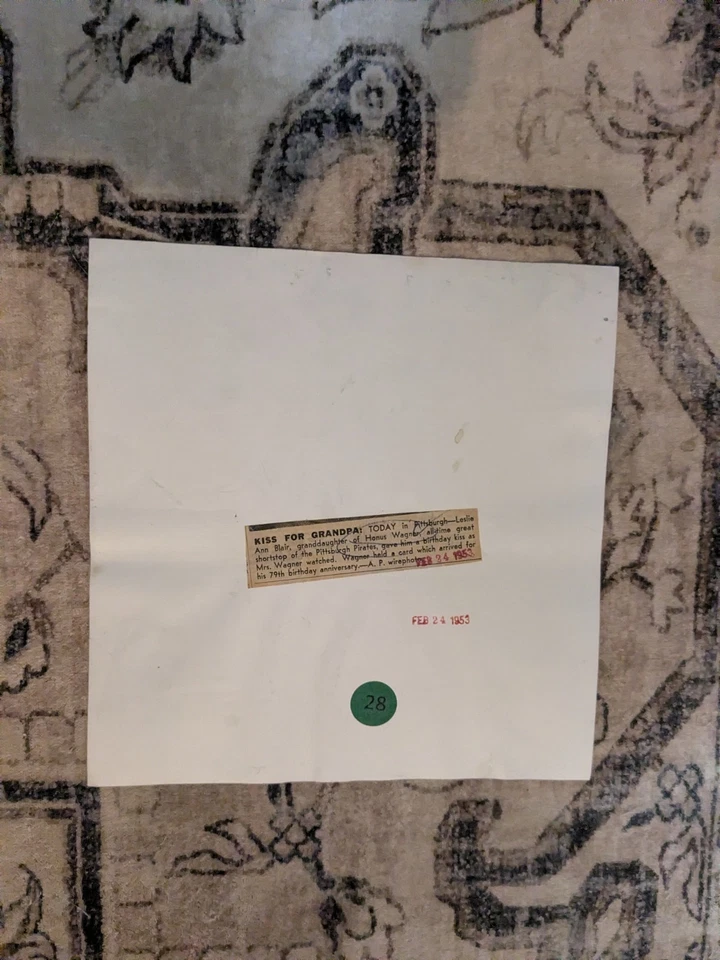 KISS FOR GRANDPA: TODAY in Pittsburgh—Leslie
Ann Blair, granddaughter of Honus Wagner, alltime great
shortstop of the Pittsburgh Pirates, gave him a birthday kiss as
Mrs. Wagner watched. Wagner held a card which arrived for
his 79th birthday anniversary.—A. P. wirephoto
FEB 24 1953
FEB 24 1953
28